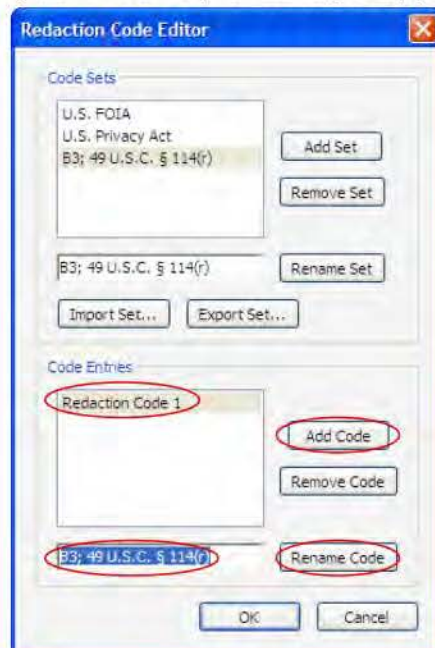 Redaction Code Editor
Code Sets
U.S. FOIA
U.S. Privacy Act
B3; 49 U.S.C. § 114(r)
Add Set
Remove Set
B3; 49 U.S.C. § 114(r)
Rename Set
Import Set...
Export Set...
Code Entries
Redaction Code 1
Add Code
Remove Code
B3; 49 U.S.C. § 114(r)
Rename Code
OK
Cancel